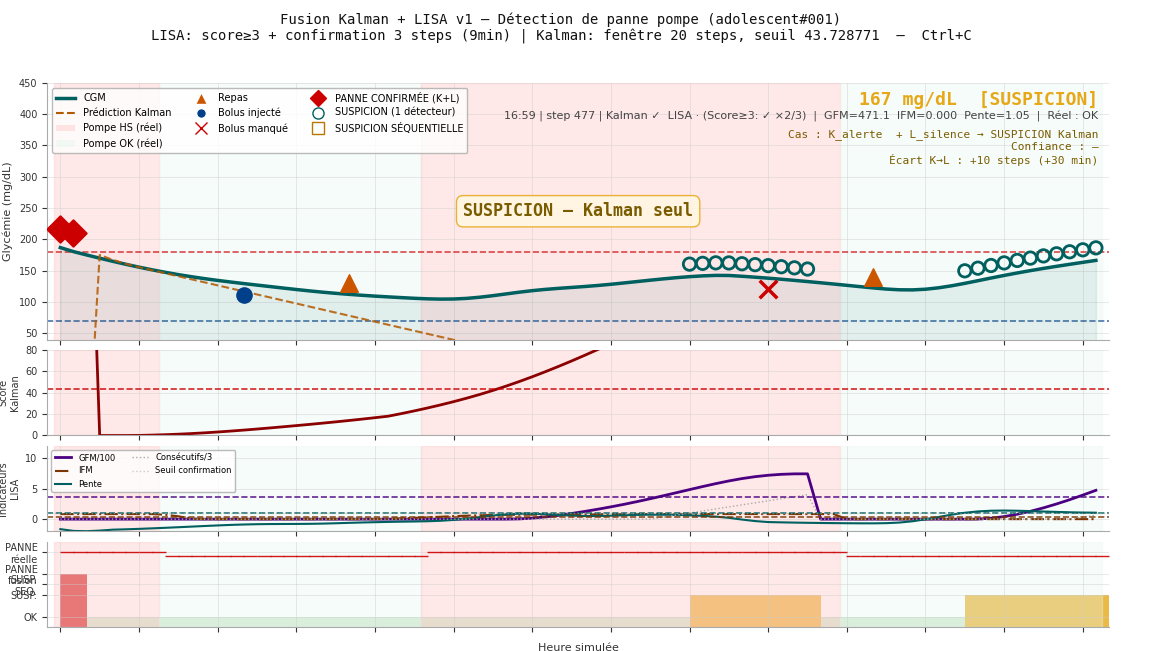 Fusion Kalman + LISA v1 — Détection de panne pompe (adolescent#001)
LISA: score≥3 + confirmation 3 steps (9min) | Kalman: fenêtre 20 steps, seuil 43.728771 — Ctrl+C
CGM
Prédiction Kalman
Pompe HS (réel)
Pompe OK (réel)
Repas
Bolus injecté
Bolus manqué
PANNE CONFIRMÉE (K+L)
SUSPICION (1 détecteur)
SUSPICION SÉQUENTIELLE
167 mg/dL [SUSPICION]
16:59 | step 477 | Kalman ✓ LISA · (Score≥3: ✓ ×2/3) | GFM=471.1 IFM=0.000 Pente=1.05 | Réel : OK
Cas : K_alerte + L_silence → SUSPICION Kalman
Confiance : —
Écart K→L : +10 steps (+30 min)
SUSPICION — Kalman seul
Glycémie (mg/dL)
450
400
350
300
250
200
150
100
50
Score
Kalman
80
60
40
20
0
Indicateurs
LISA
10
5
0
GFM/100
IFM
Pente
Consécutifs/3
Seuil confirmation
PANNE
réelle
PANNE
fusion
SUSP.
SÉQ.
SUSP.
OK
Heure simulée